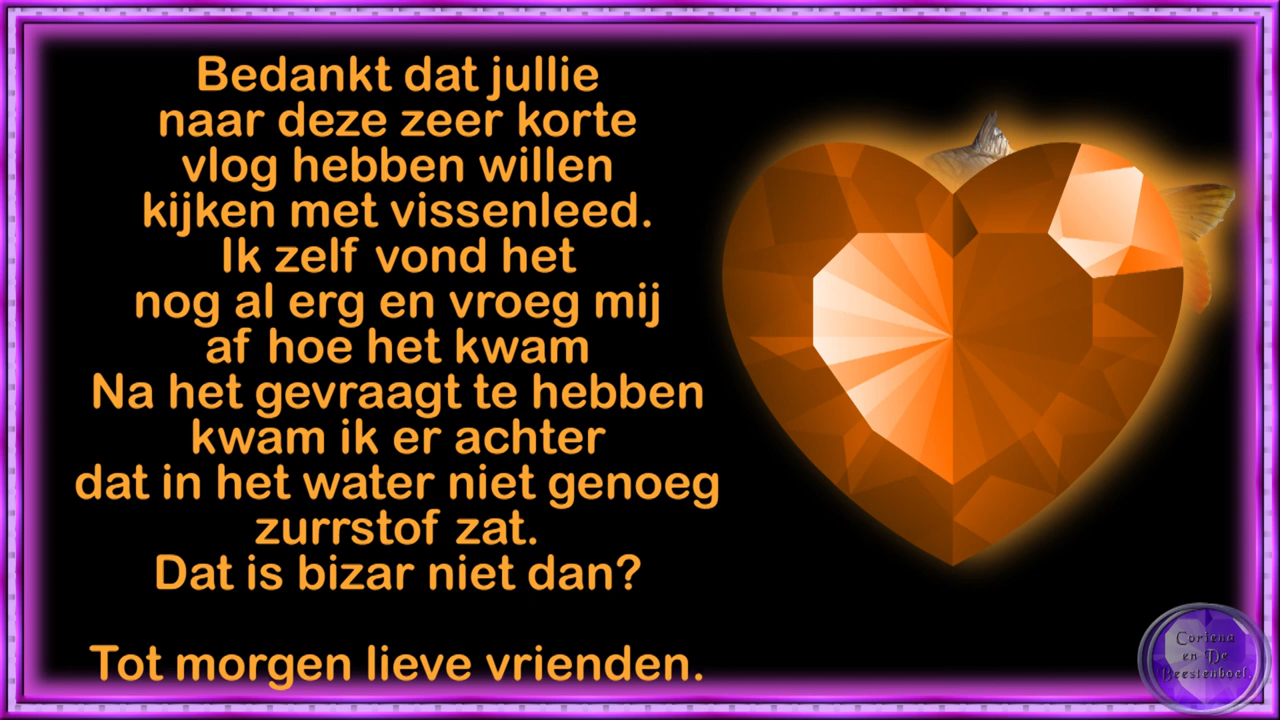 Bedankt dat jullie
naar deze zeer korte
vlog hebben willen
kijken met vissenleed.
Ik zelf vond het
nog al erg en vroeg mij
af hoe het kwam
Na het gevraagt te hebben
kwam ik er achter
dat in het water niet genoeg
zurrstof zat.
Dat is bizar niet dan?
Tot morgen lieve vrienden.
Coriena
en De
Beestenboel.